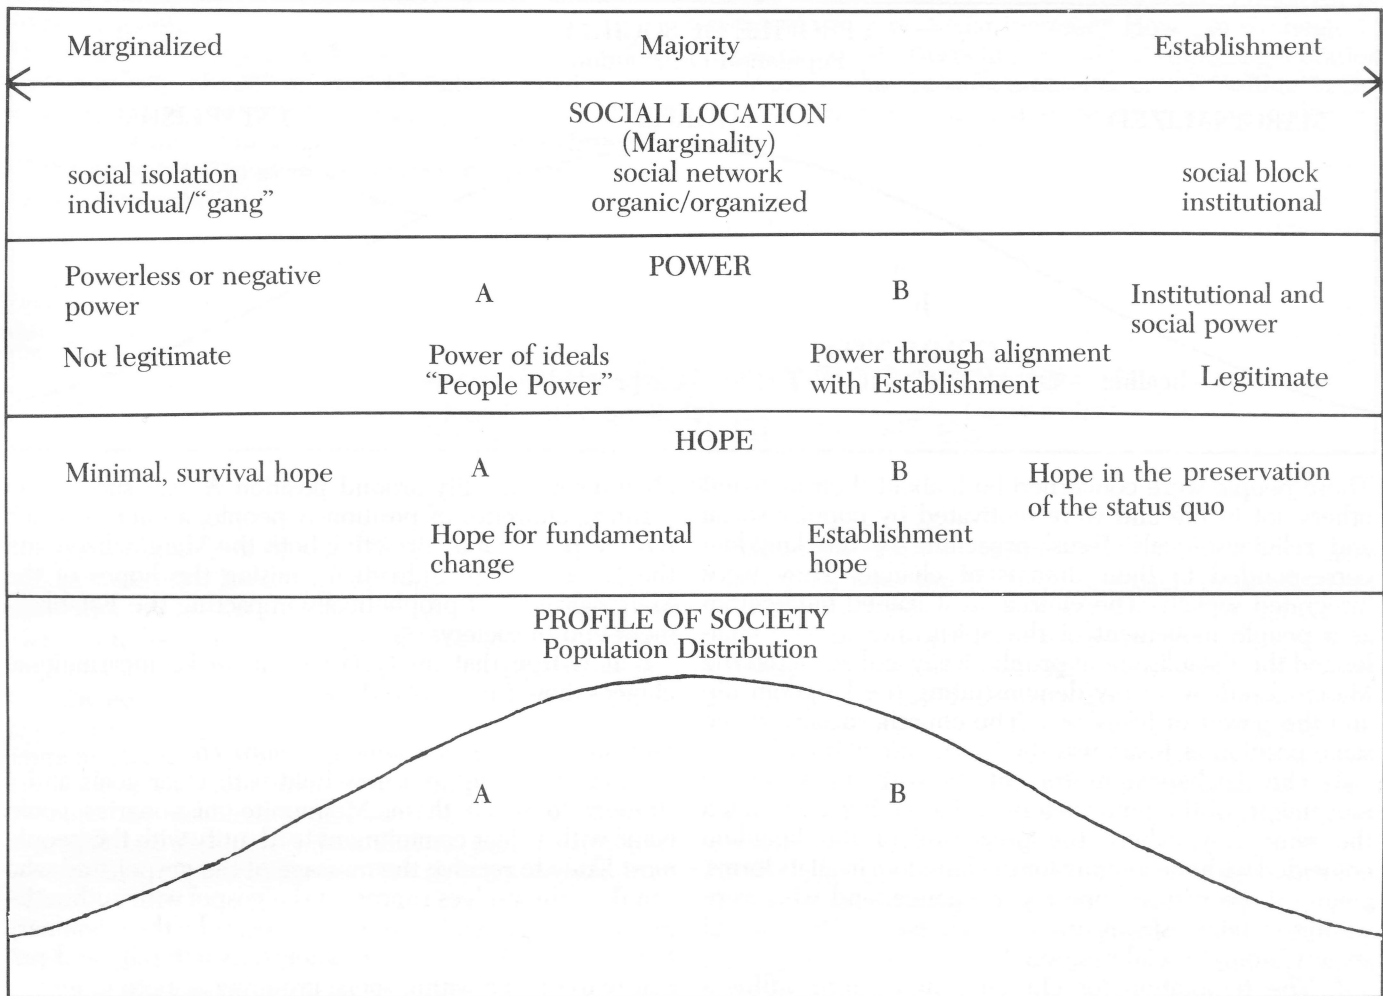 Marginalized Majority Establishment
SOCIAL LOCATION
(Marginality)
social isolation social network social block
individual/“gang” organic/organized institutional
POWER
Powerless or negative
power
A
B
Institutional and
social power
Not legitimate
Power of ideals
“People Power”
Power through alignment
with Establishment
Legitimate
HOPE
Minimal, survival hope
A
B
Hope in the preservation
of the status quo
Hope for fundamental
change
Establishment
hope
PROFILE OF SOCIETY
Population Distribution
A
B